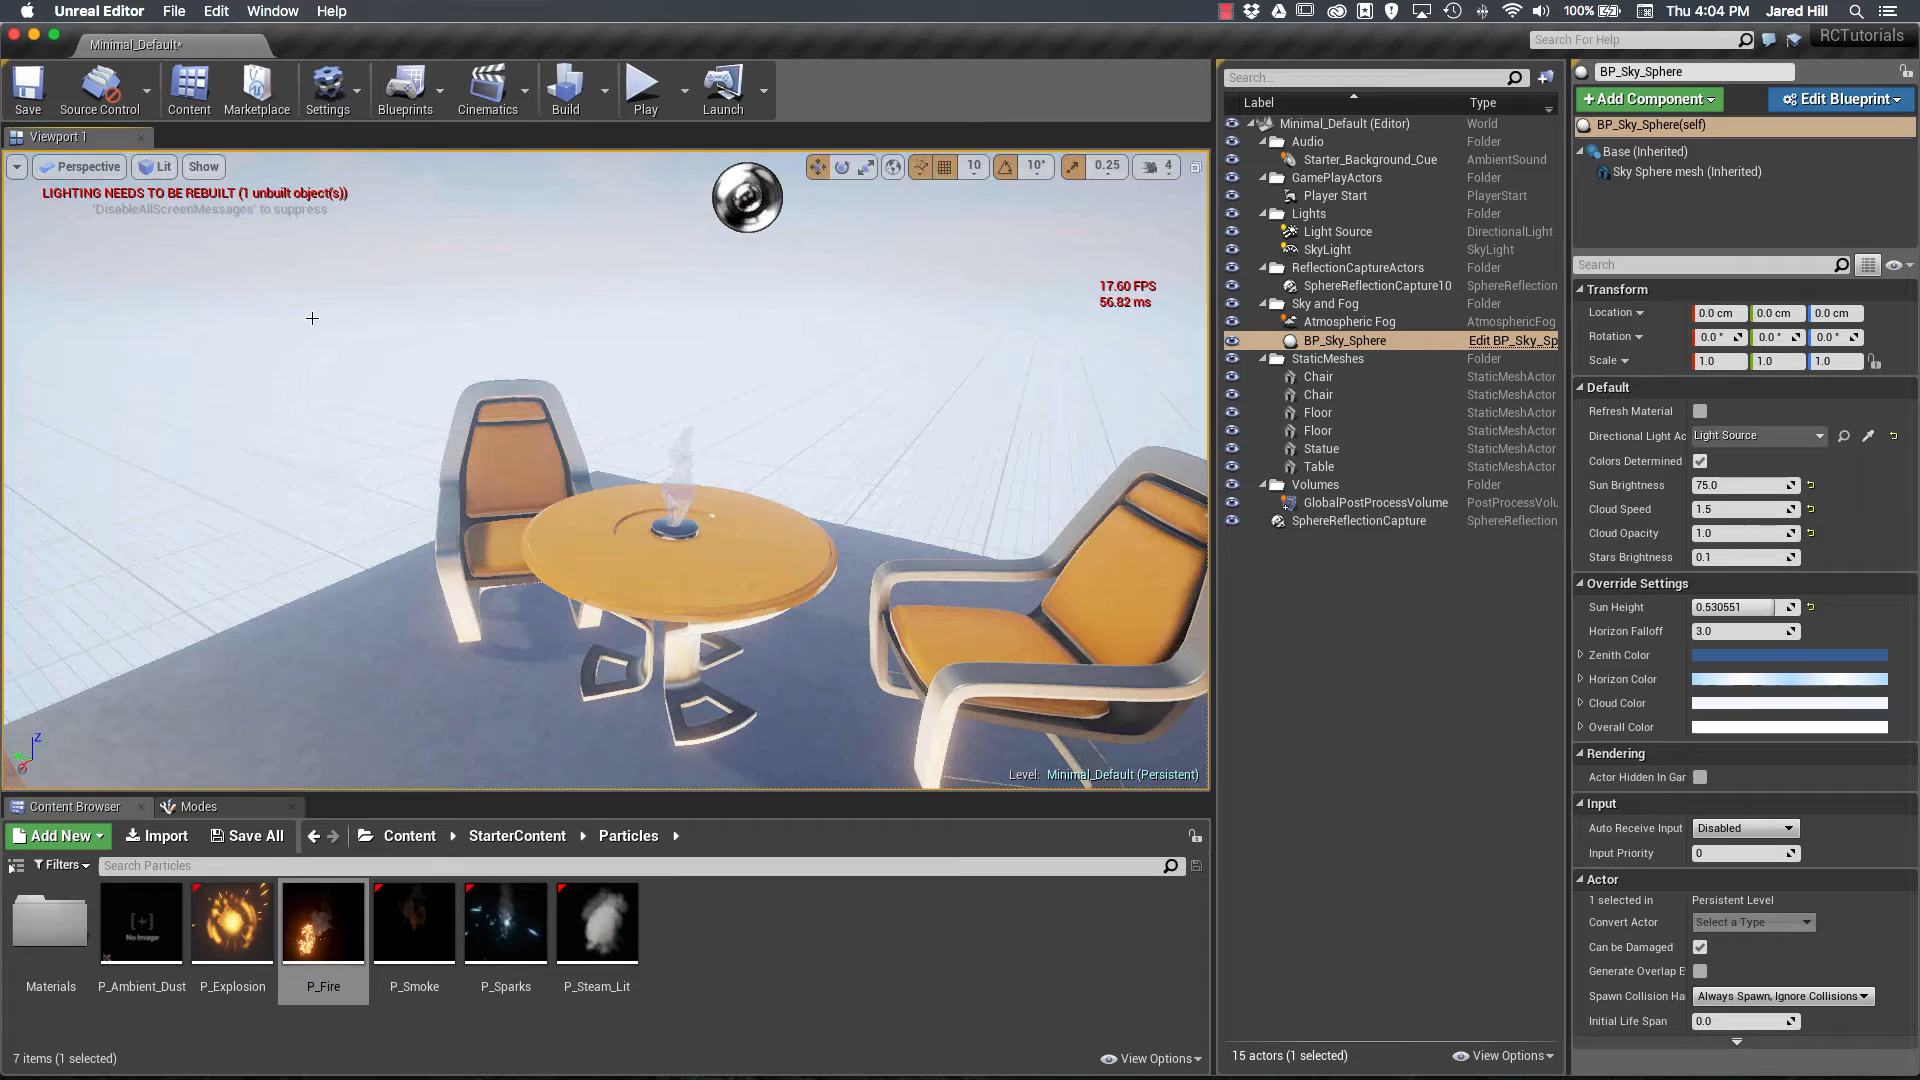 Unreal Editor File Edit Window Help 100% Thu 4:04 PM Jared Hill
Minimal_Default* Search For Help RCTutorials
Save Source Control Content Marketplace Settings Blueprints Cinematics Build Play Launch
Viewport 1
Perspective Lit Show 10 10° 0.25 4
LIGHTING NEEDS TO BE REBUILT (1 unbuilt object(s))
'DisableAllScreenMessages' to suppress
17.60 FPS
56.82 ms
Level: Minimal_Default (Persistent)
Content Browser Modes
Add New Import Save All Content StarterContent Particles
Filters Search Particles
No Image
Materials P_Ambient_Dust P_Explosion P_Fire P_Smoke P_Sparks P_Steam_Lit
7 items (1 selected) View Options
Search...
Label Type
Minimal_Default (Editor) World
Audio Folder
Starter_Background_Cue AmbientSound
GamePlayActors Folder
Player Start PlayerStart
Lights Folder
Light Source DirectionalLight
SkyLight SkyLight
ReflectionCaptureActors Folder
SphereReflectionCapture10 SphereReflection
Sky and Fog Folder
Atmospheric Fog AtmosphericFog
BP_Sky_Sphere Edit BP_Sky_Sp
StaticMeshes Folder
Chair StaticMeshActor
Chair StaticMeshActor
Floor StaticMeshActor
Floor StaticMeshActor
Statue StaticMeshActor
Table StaticMeshActor
Volumes Folder
GlobalPostProcessVolume PostProcessVolu
SphereReflectionCapture SphereReflection
15 actors (1 selected) View Options
BP_Sky_Sphere
+Add Component Edit Blueprint
BP_Sky_Sphere(self)
Base (Inherited)
Sky Sphere mesh (Inherited)
Search
Transform
Location 0.0 cm 0.0 cm 0.0 cm
Rotation 0.0 ° 0.0 ° 0.0 °
Scale 1.0 1.0 1.0
Default
Refresh Material
Directional Light Ac Light Source
Colors Determined
Sun Brightness 75.0
Cloud Speed 1.5
Cloud Opacity 1.0
Stars Brightness 0.1
Override Settings
Sun Height 0.530551
Horizon Falloff 3.0
Zenith Color
Horizon Color
Cloud Color
Overall Color
Rendering
Actor Hidden In Gar
Input
Auto Receive Input Disabled
Input Priority 0
Actor
1 selected in Persistent Level
Convert Actor Select a Type
Can be Damaged
Generate Overlap E
Spawn Collision Ha Always Spawn, Ignore Collisions
Initial Life Span 0.0